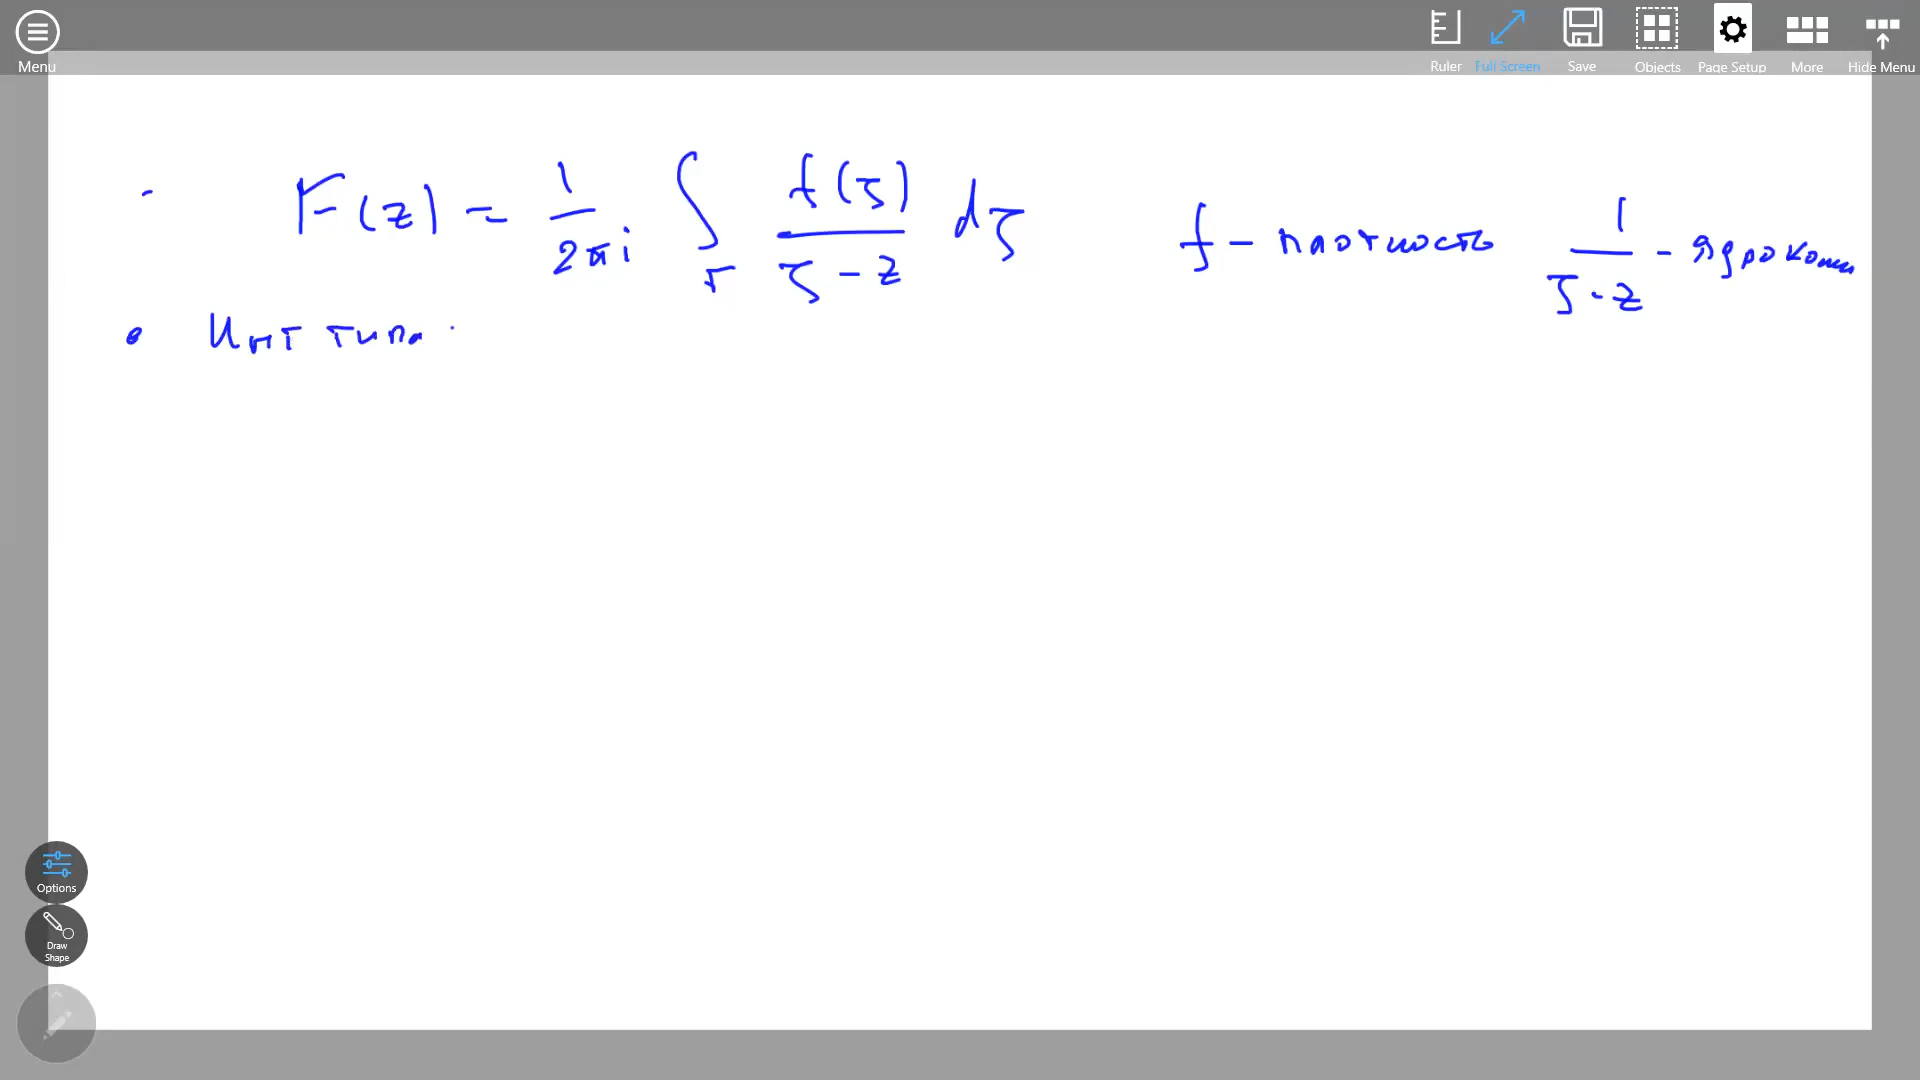 Menu
Ruler Full Screen Save Objects Page Setup More Hide Menu
F(z) = 1/(2πi) ∫_Γ f(ζ)/(ζ - z) dζ f - плотность 1/(ζ - z) - ядро Коши
• Инт типа
Options
Draw
Shape